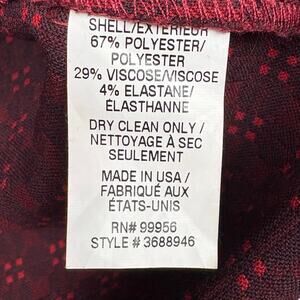 SHELL/EXTÉRIEUR
67% POLYESTER/
POLYESTER
29% VISCOSE/VISCOSE
4% ELASTANE/
ÉLASTHANNE
DRY CLEAN ONLY /
NETTOYAGE À SEC
SEULEMENT
MADE IN USA /
FABRIQUÉ AUX
ÉTATS-UNIS
RN# 99956
STYLE # 3688946